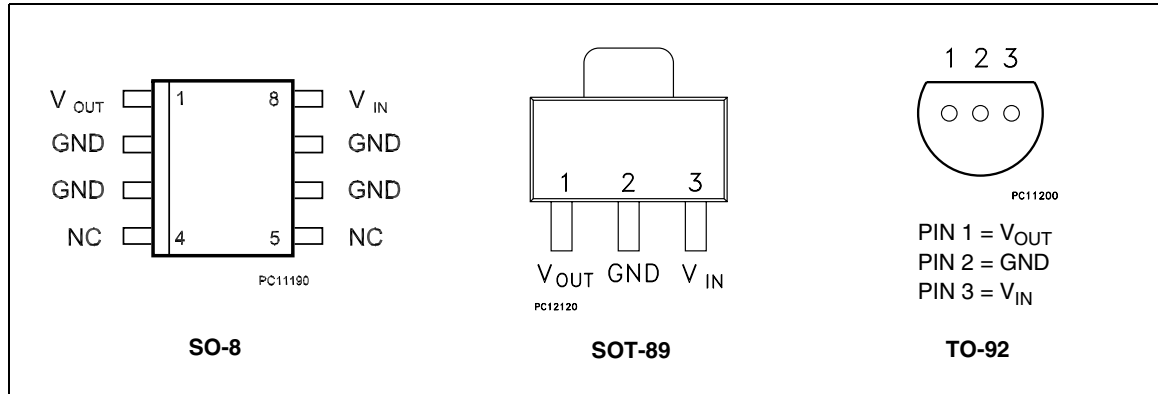 V OUT 1 8 V IN
GND GND
GND GND
NC 4 5 NC
PC11190
SO-8
1 2 3
VOUT GND V IN
PC12120
SOT-89
1 2 3
PC11200
PIN 1 = VOUT
PIN 2 = GND
PIN 3 = VIN
TO-92